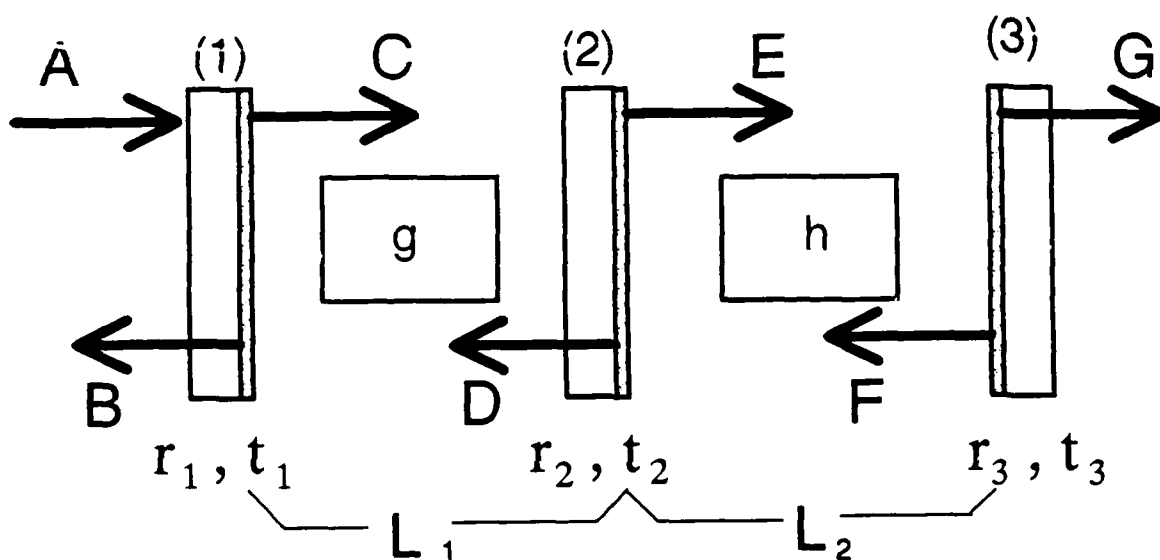 A (1) C (2) E (3) G
g h
B D F
r₁, t₁ r₂, t₂ r₃, t₃
L₁ L₂